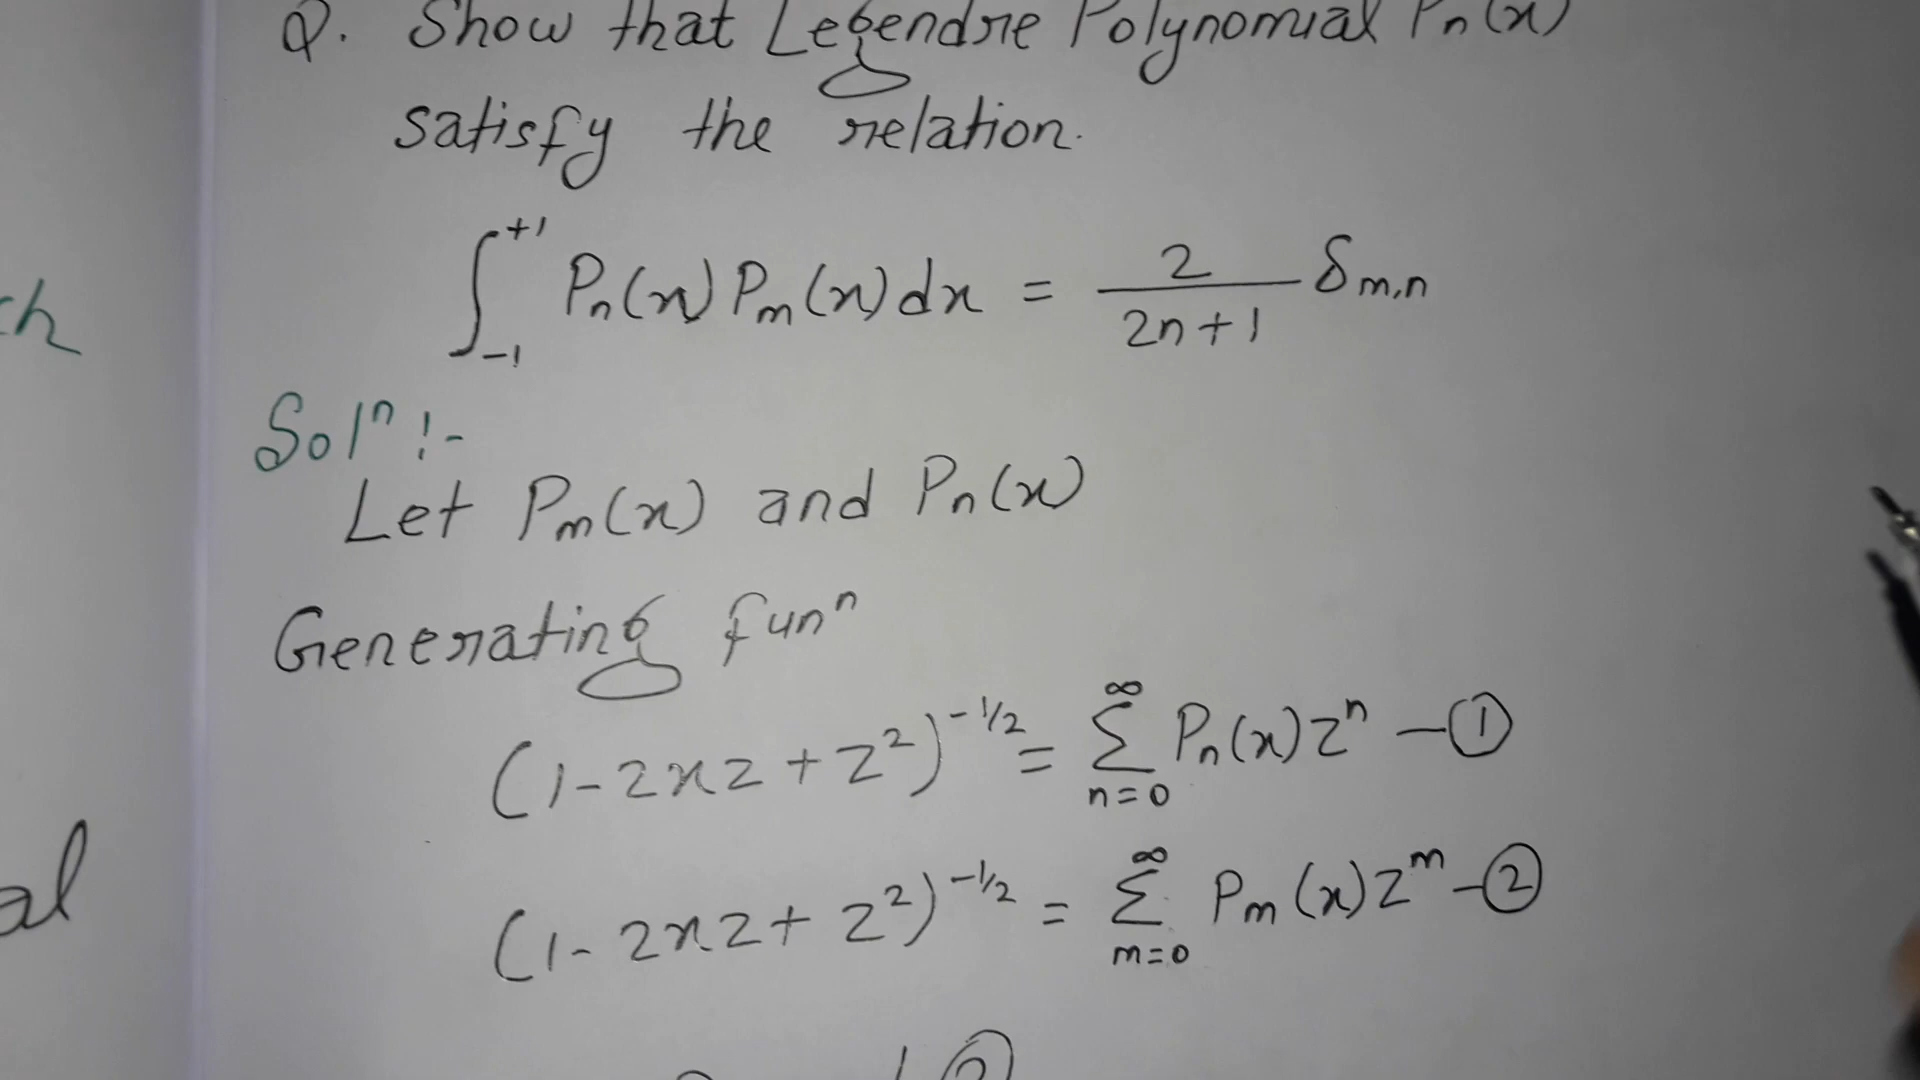 Q. Show that Legendre Polynomial Pn(x)
satisfy the relation.
∫₋₁⁺¹ Pn(x) Pm(x) dx = 2/(2n+1) δm,n
Solⁿ :-
Let Pm(x) and Pn(x)
Generating funⁿ
(1-2xz+z²)^(-1/2) = Σ_{n=0}^{∞} Pn(x) zⁿ - ①
(1-2xz+z²)^(-1/2) = Σ_{m=0}^{∞} Pm(x) z^m - ②
ch
al